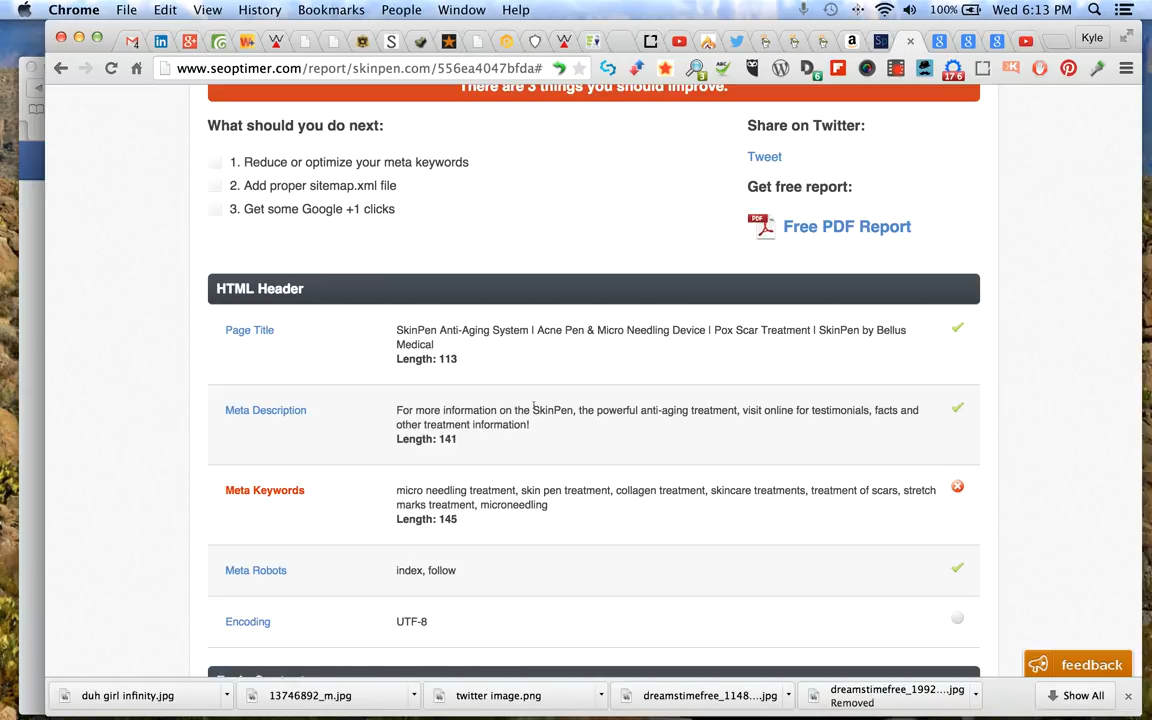 Chrome File Edit View History Bookmarks People Window Help 100% Wed 6:13 PM
Kyle
www.seoptimer.com/report/skinpen.com/556ea4047bfda#
There are 3 things you should improve.
What should you do next:
1. Reduce or optimize your meta keywords
2. Add proper sitemap.xml file
3. Get some Google +1 clicks
Share on Twitter:
Tweet
Get free report:
PDF Free PDF Report
HTML Header
Page Title
SkinPen Anti-Aging System | Acne Pen & Micro Needling Device | Pox Scar Treatment | SkinPen by Bellus
Medical
Length: 113
Meta Description
For more information on the SkinPen, the powerful anti-aging treatment, visit online for testimonials, facts and
other treatment information!
Length: 141
Meta Keywords
micro needling treatment, skin pen treatment, collagen treatment, skincare treatments, treatment of scars, stretch
marks treatment, microneedling
Length: 145
Meta Robots
index, follow
Encoding
UTF-8
feedback
duh girl infinity.jpg
13746892_m.jpg
twitter image.png
dreamstimefree_1148....jpg
dreamstimefree_1992....jpg
Removed
Show All